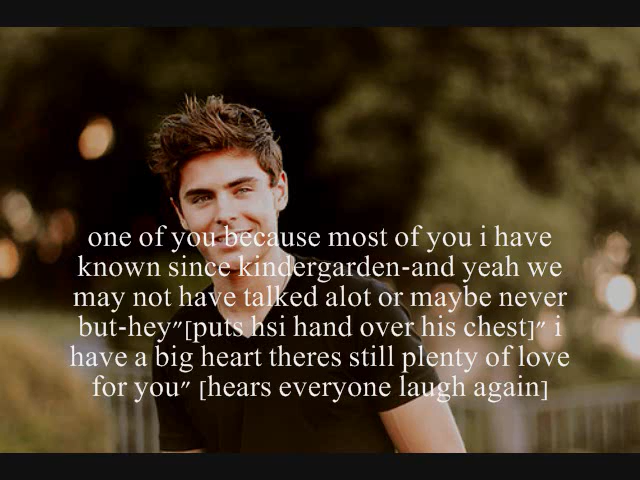 one of you because most of you i have
known since kindergarden-and yeah we
may not have talked alot or maybe never
but-hey"[puts hsi hand over his chest]" i
have a big heart theres still plenty of love
for you" [hears everyone laugh again]